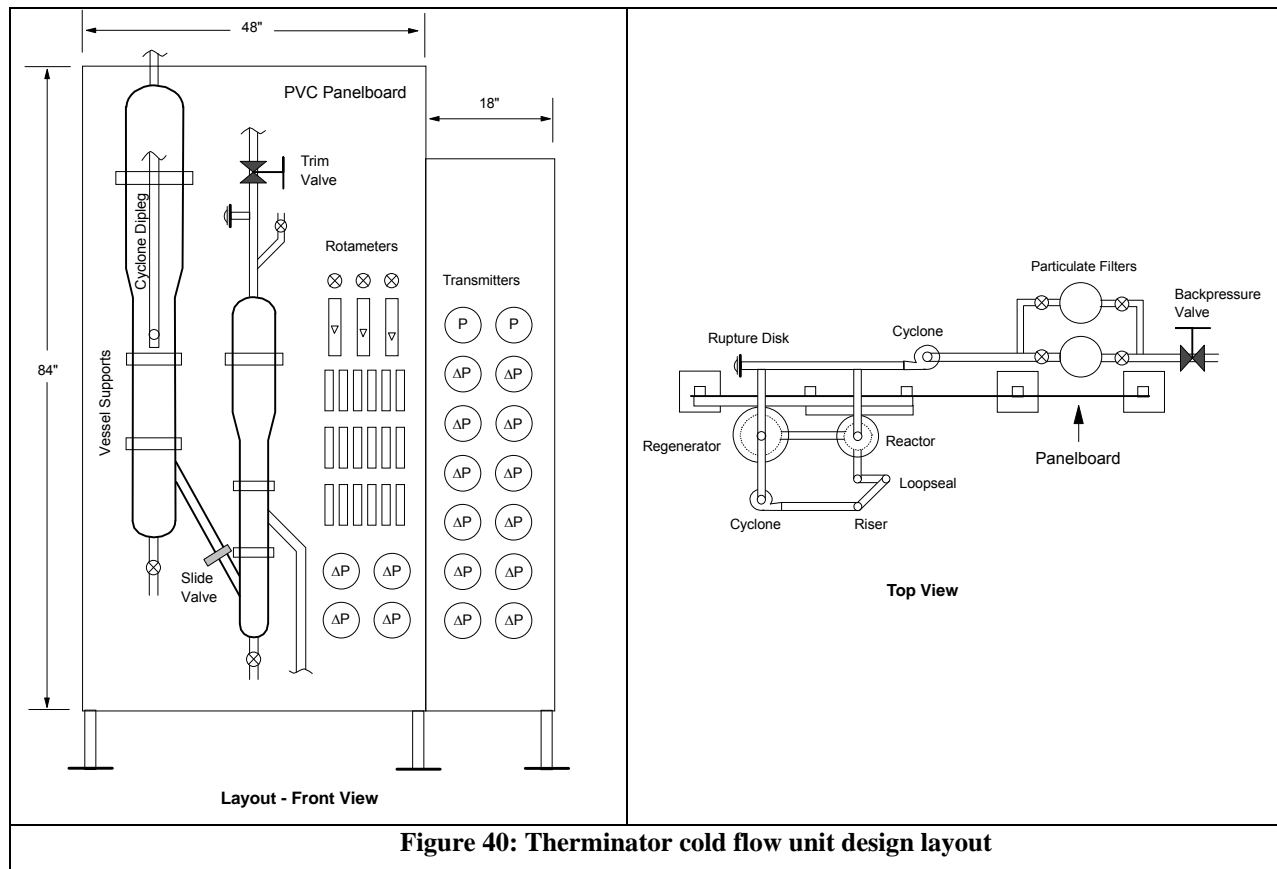 48"
PVC Panelboard
18"
84"
Trim
Valve
Cyclone Dipleg
Rotameters
Transmitters
P P
ΔP ΔP
ΔP ΔP
ΔP ΔP
ΔP ΔP
ΔP ΔP
ΔP ΔP
Vessel Supports
Slide
Valve
ΔP ΔP
ΔP ΔP
Layout - Front View
Particulate Filters
Backpressure
Valve
Cyclone
Rupture Disk
Regenerator
Reactor
Panelboard
Loopseal
Cyclone
Riser
Top View
Figure 40: Therminator cold flow unit design layout